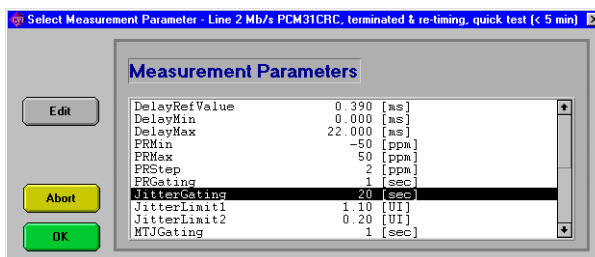 Select Measurement Parameter - Line 2 Mb/s PCM31CRC, terminated & re-timing, quick test (< 5 min)
Measurement Parameters
Edit
Abort
OK
DelayRefValue 0.390 [ms]
DelayMin 0.000 [ms]
DelayMax 22.000 [ms]
PRMin -50 [ppm]
PRMax 50 [ppm]
PRStep 2 [ppm]
PRGating 1 [sec]
JitterGating 20 [sec]
JitterLimit1 1.10 [UI]
JitterLimit2 0.20 [UI]
MTJGating 1 [sec]